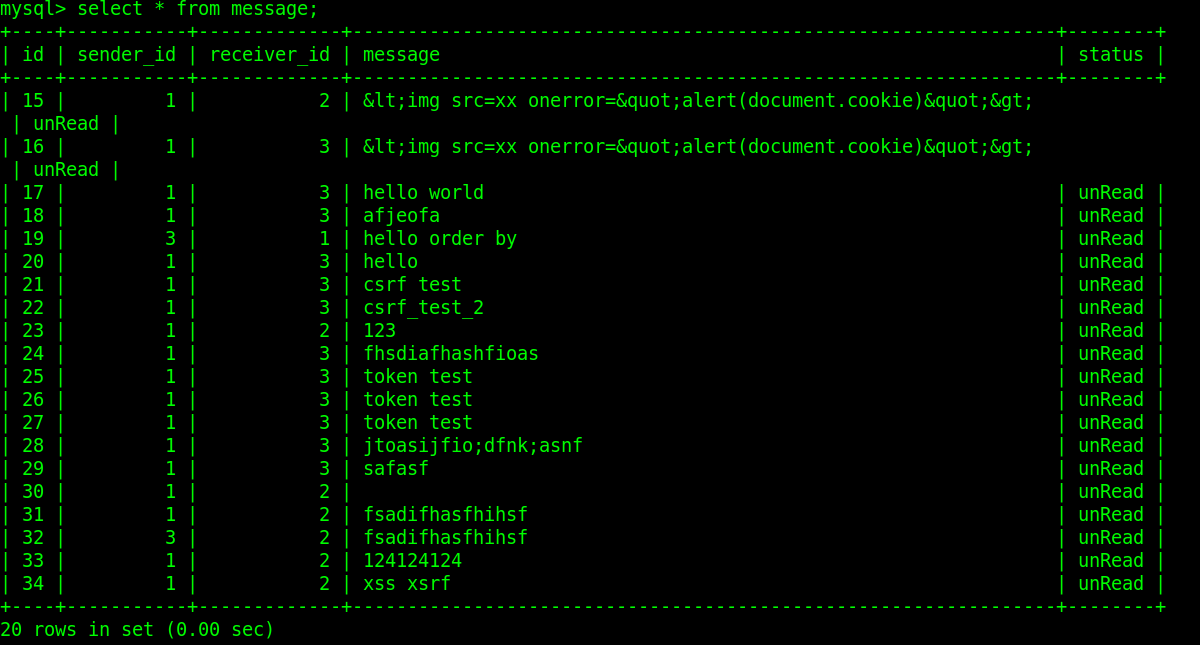 mysql> select * from message;
+----+-----------+-------------+----------------------------------------------------------------+--------+
| id | sender_id | receiver_id | message                                                        | status |
+----+-----------+-------------+----------------------------------------------------------------+--------+
| 15 |         1 |           2 | &lt;img src=xx onerror=&quot;alert(document.cookie)&quot;&gt;
 | unRead |
| 16 |         1 |           3 | &lt;img src=xx onerror=&quot;alert(document.cookie)&quot;&gt;
 | unRead |
| 17 |         1 |           3 | hello world                                                    | unRead |
| 18 |         1 |           3 | afjeofa                                                        | unRead |
| 19 |         3 |           1 | hello order by                                                 | unRead |
| 20 |         1 |           3 | hello                                                          | unRead |
| 21 |         1 |           3 | csrf test                                                      | unRead |
| 22 |         1 |           3 | csrf_test_2                                                    | unRead |
| 23 |         1 |           2 | 123                                                            | unRead |
| 24 |         1 |           3 | fhsdiafhashfioas                                               | unRead |
| 25 |         1 |           3 | token test                                                     | unRead |
| 26 |         1 |           3 | token test                                                     | unRead |
| 27 |         1 |           3 | token test                                                     | unRead |
| 28 |         1 |           3 | jtoasijfio;dfnk;asnf                                           | unRead |
| 29 |         1 |           3 | safasf                                                         | unRead |
| 30 |         1 |           2 |                                                                | unRead |
| 31 |         1 |           2 | fsadifhasfhihsf                                                | unRead |
| 32 |         3 |           2 | fsadifhasfhihsf                                                | unRead |
| 33 |         1 |           2 | 124124124                                                      | unRead |
| 34 |         1 |           2 | xss xsrf                                                       | unRead |
+----+-----------+-------------+----------------------------------------------------------------+--------+
20 rows in set (0.00 sec)